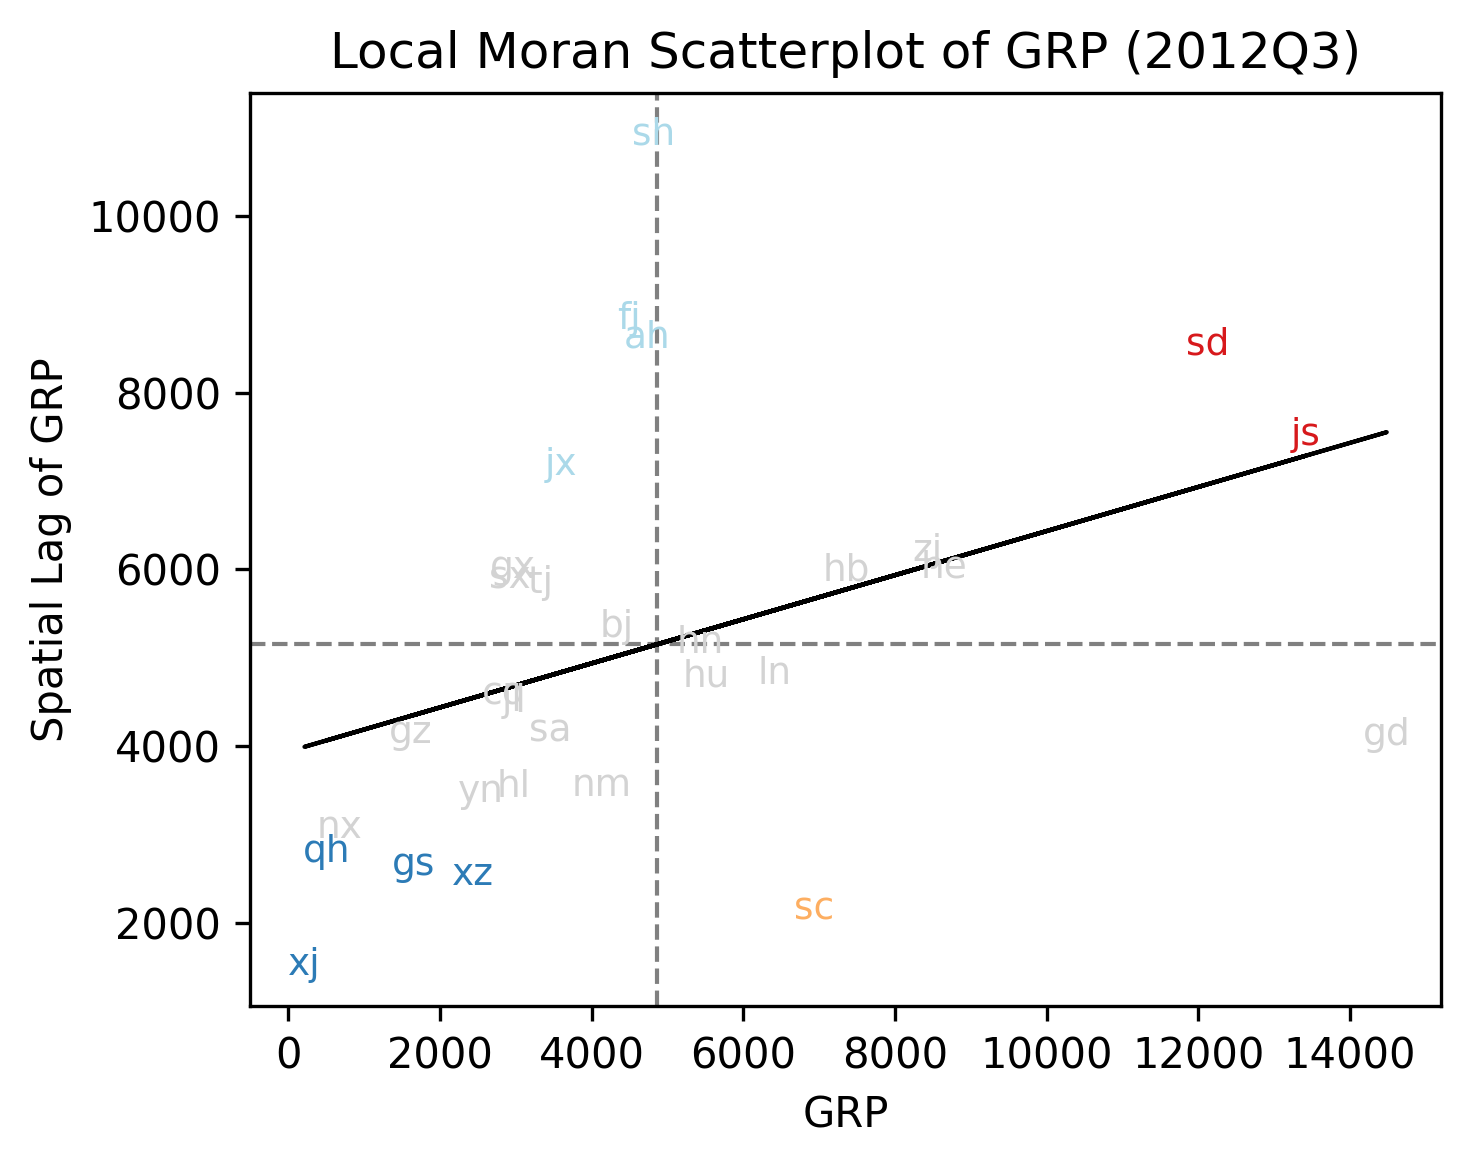 Local Moran Scatterplot of GRP (2012Q3)
Spatial Lag of GRP
10000
8000
6000
4000
2000
sh
fj
ah
sd
js
jx
gx
sx
tj
hb
zj
he
bj
hn
hu
ln
cq
jl
gz
sa
gd
yn
hl
nm
nx
qh
gs
xz
sc
xj
0 2000 4000 6000 8000 10000 12000 14000
GRP